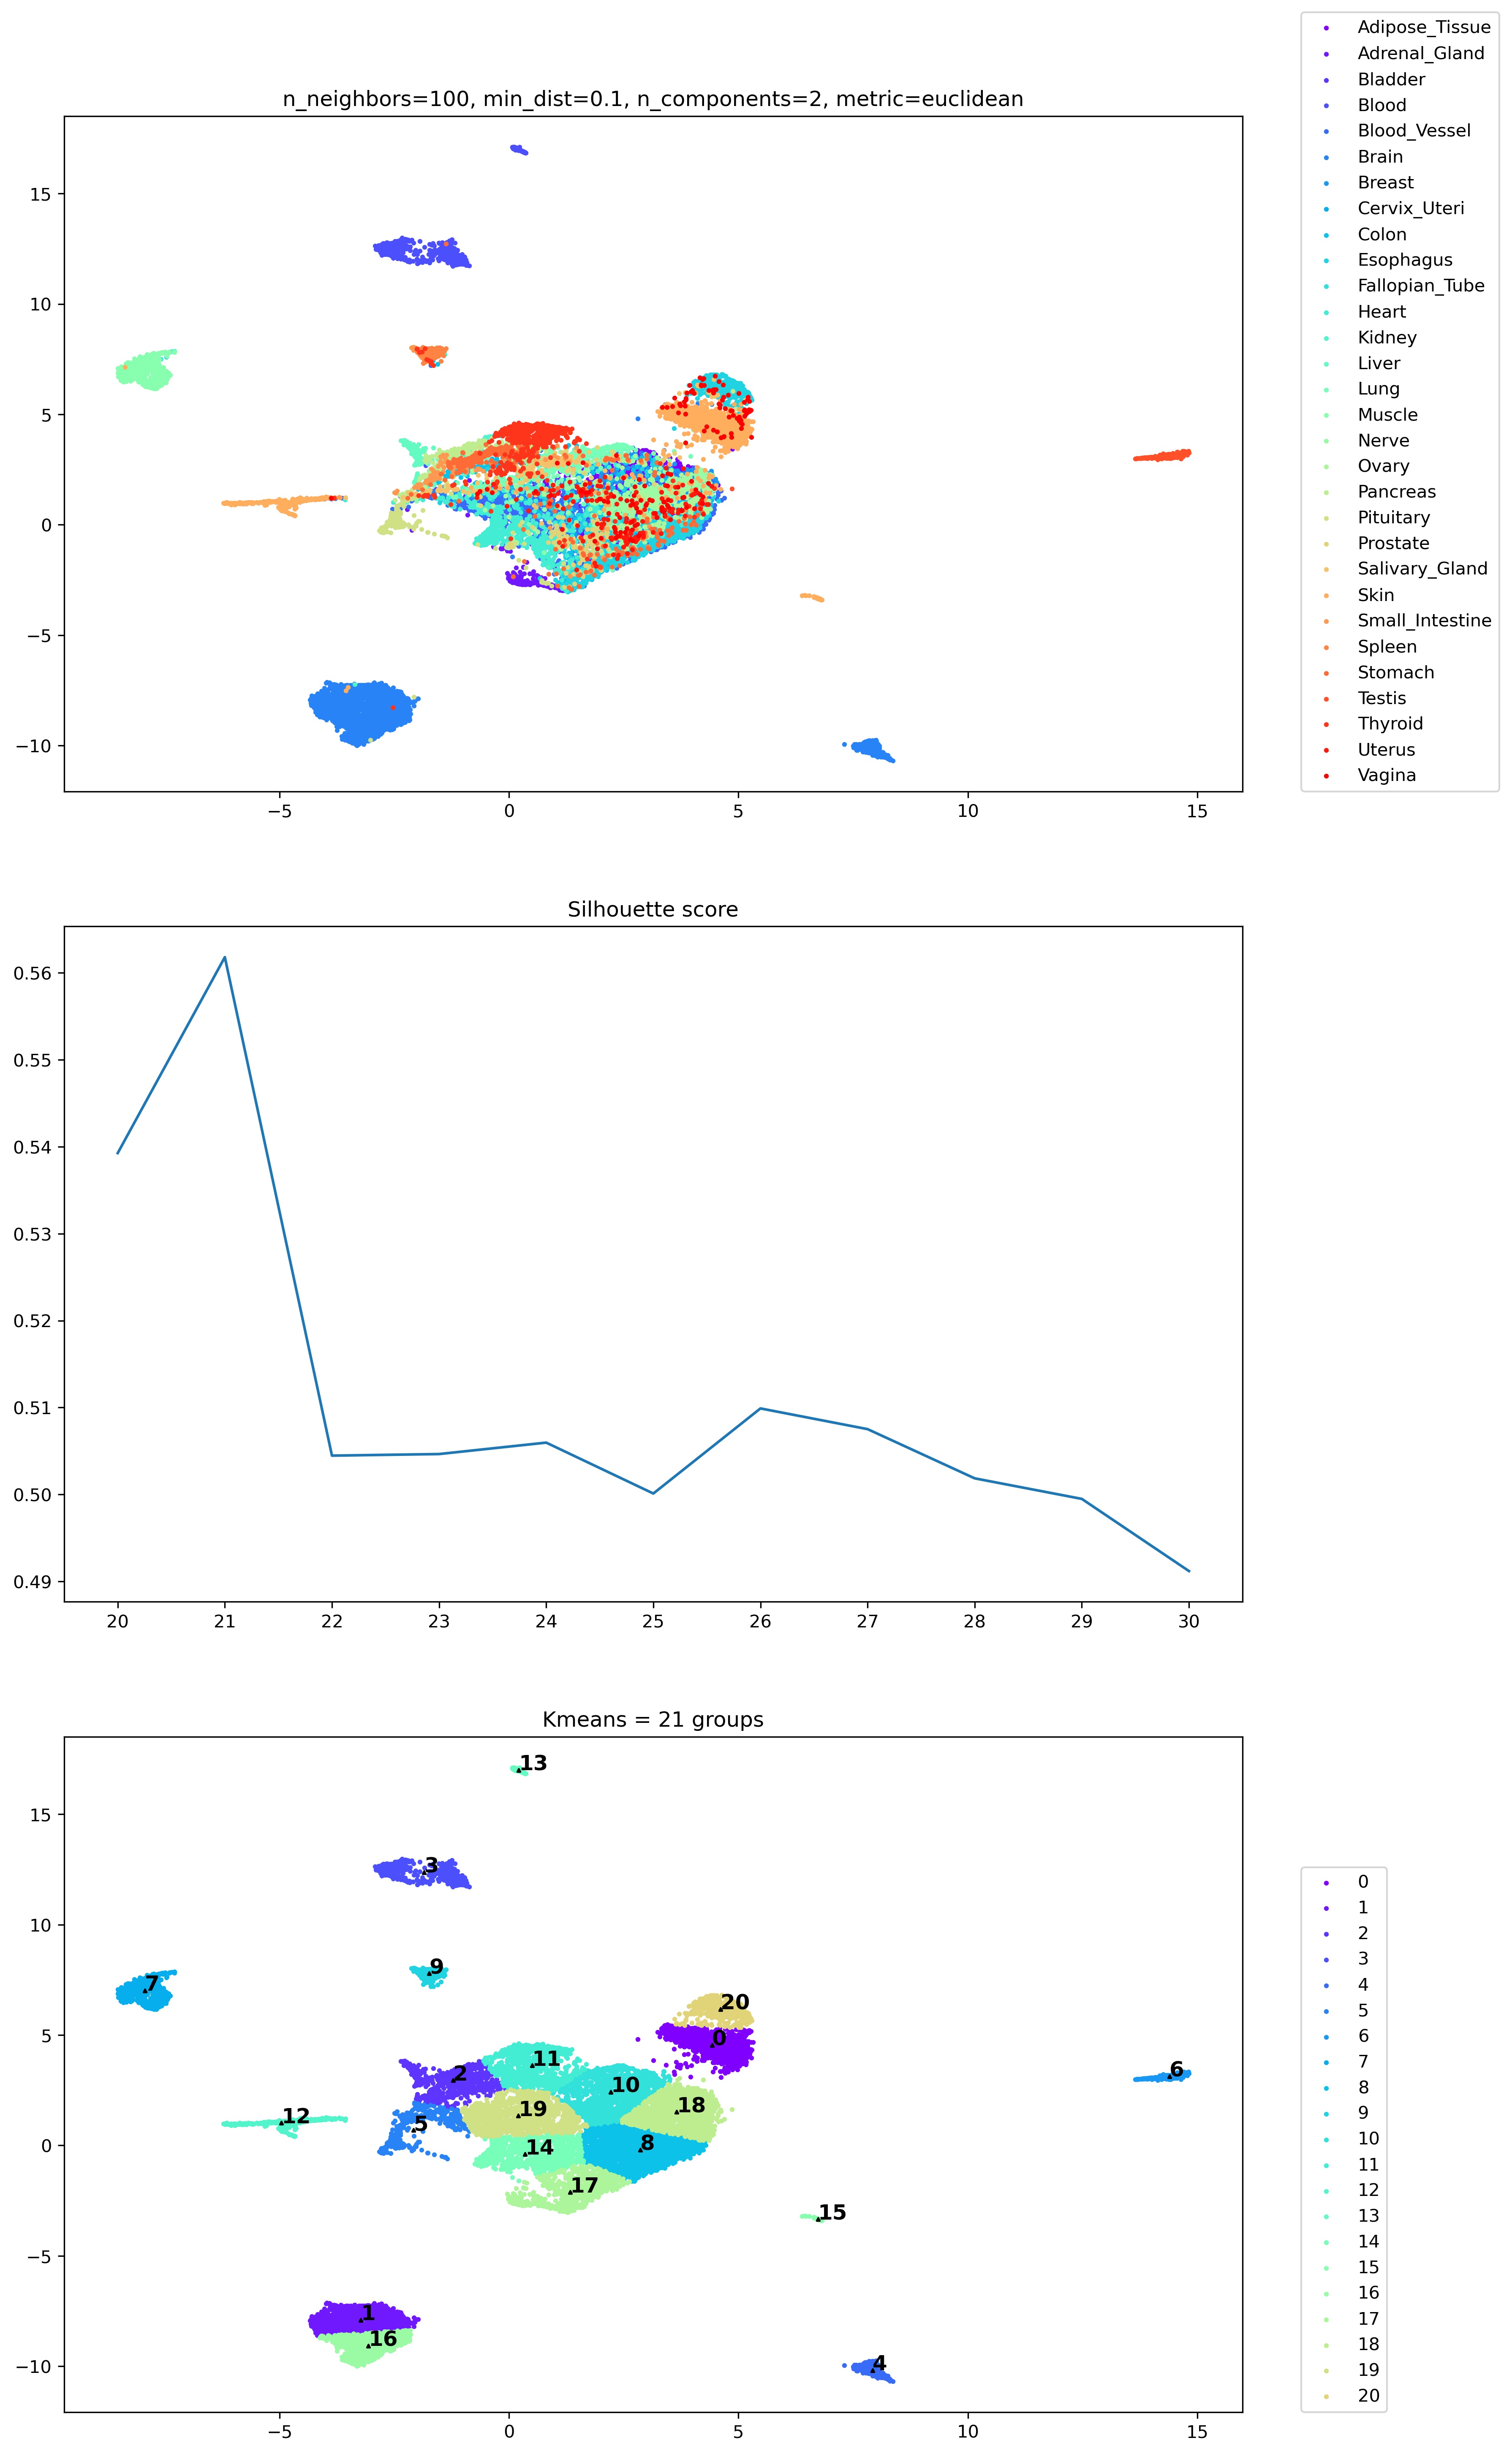 n_neighbors=100, min_dist=0.1, n_components=2, metric=euclidean
15
10
5
0
−5
−10
−5
0
5
10
15
Adipose_Tissue
Adrenal_Gland
Bladder
Blood
Blood_Vessel
Brain
Breast
Cervix_Uteri
Colon
Esophagus
Fallopian_Tube
Heart
Kidney
Liver
Lung
Muscle
Nerve
Ovary
Pancreas
Pituitary
Prostate
Salivary_Gland
Skin
Small_Intestine
Spleen
Stomach
Testis
Thyroid
Uterus
Vagina
Silhouette score
0.56
0.55
0.54
0.53
0.52
0.51
0.50
0.49
20
21
22
23
24
25
26
27
28
29
30
Kmeans = 21 groups
15
10
5
0
−5
−10
−5
0
5
10
15
13
3
9
7
20
0
11
2
10
6
18
19
12
5
8
14
17
15
1
16
4
0
1
2
3
4
5
6
7
8
9
10
11
12
13
14
15
16
17
18
19
20